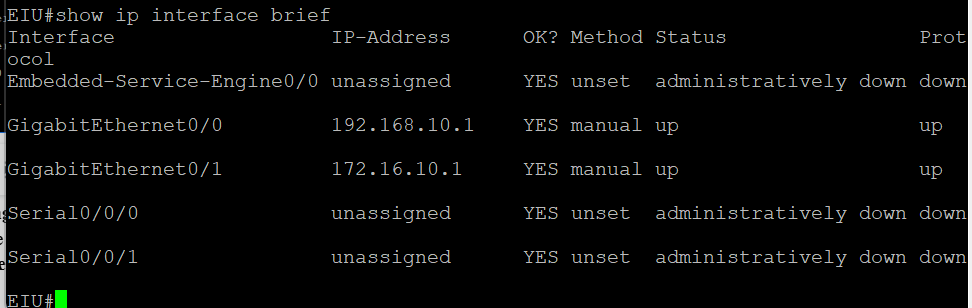 EIU#show ip interface brief
Interface                  IP-Address      OK? Method Status                Prot
ocol
Embedded-Service-Engine0/0 unassigned      YES unset  administratively down down
GigabitEthernet0/0         192.168.10.1    YES manual up                    up
GigabitEthernet0/1         172.16.10.1     YES manual up                    up
Serial0/0/0                unassigned      YES unset  administratively down down
Serial0/0/1                unassigned      YES unset  administratively down down
EIU#